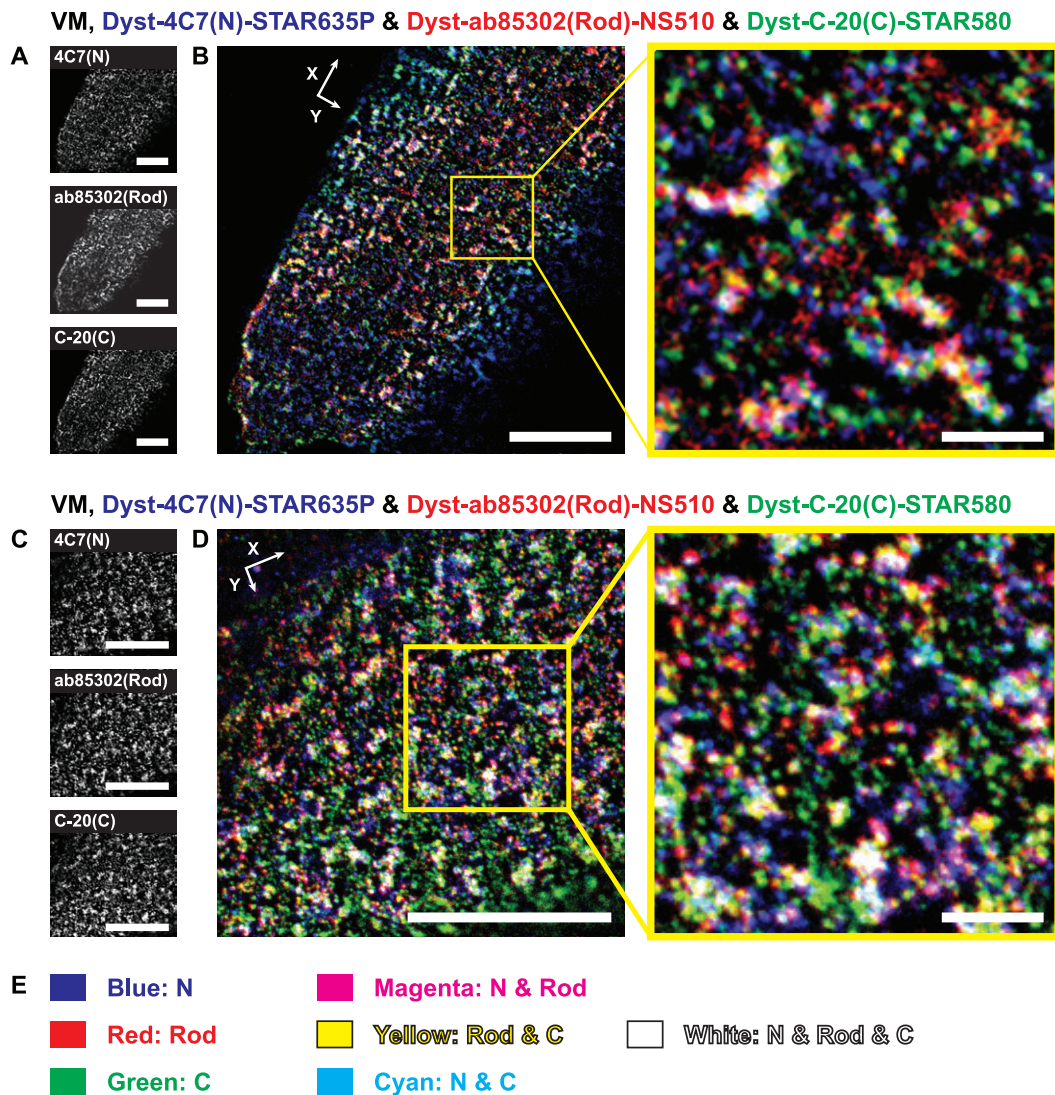 VM, Dyst-4C7(N)-STAR635P & Dyst-ab85302(Rod)-NS510 & Dyst-C-20(C)-STAR580
A
4C7(N)
ab85302(Rod)
C-20(C)
B
X
Y
VM, Dyst-4C7(N)-STAR635P & Dyst-ab85302(Rod)-NS510 & Dyst-C-20(C)-STAR580
C
4C7(N)
ab85302(Rod)
C-20(C)
D
X
Y
E
Blue: N
Magenta: N & Rod
Red: Rod
Yellow: Rod & C
White: N & Rod & C
Green: C
Cyan: N & C